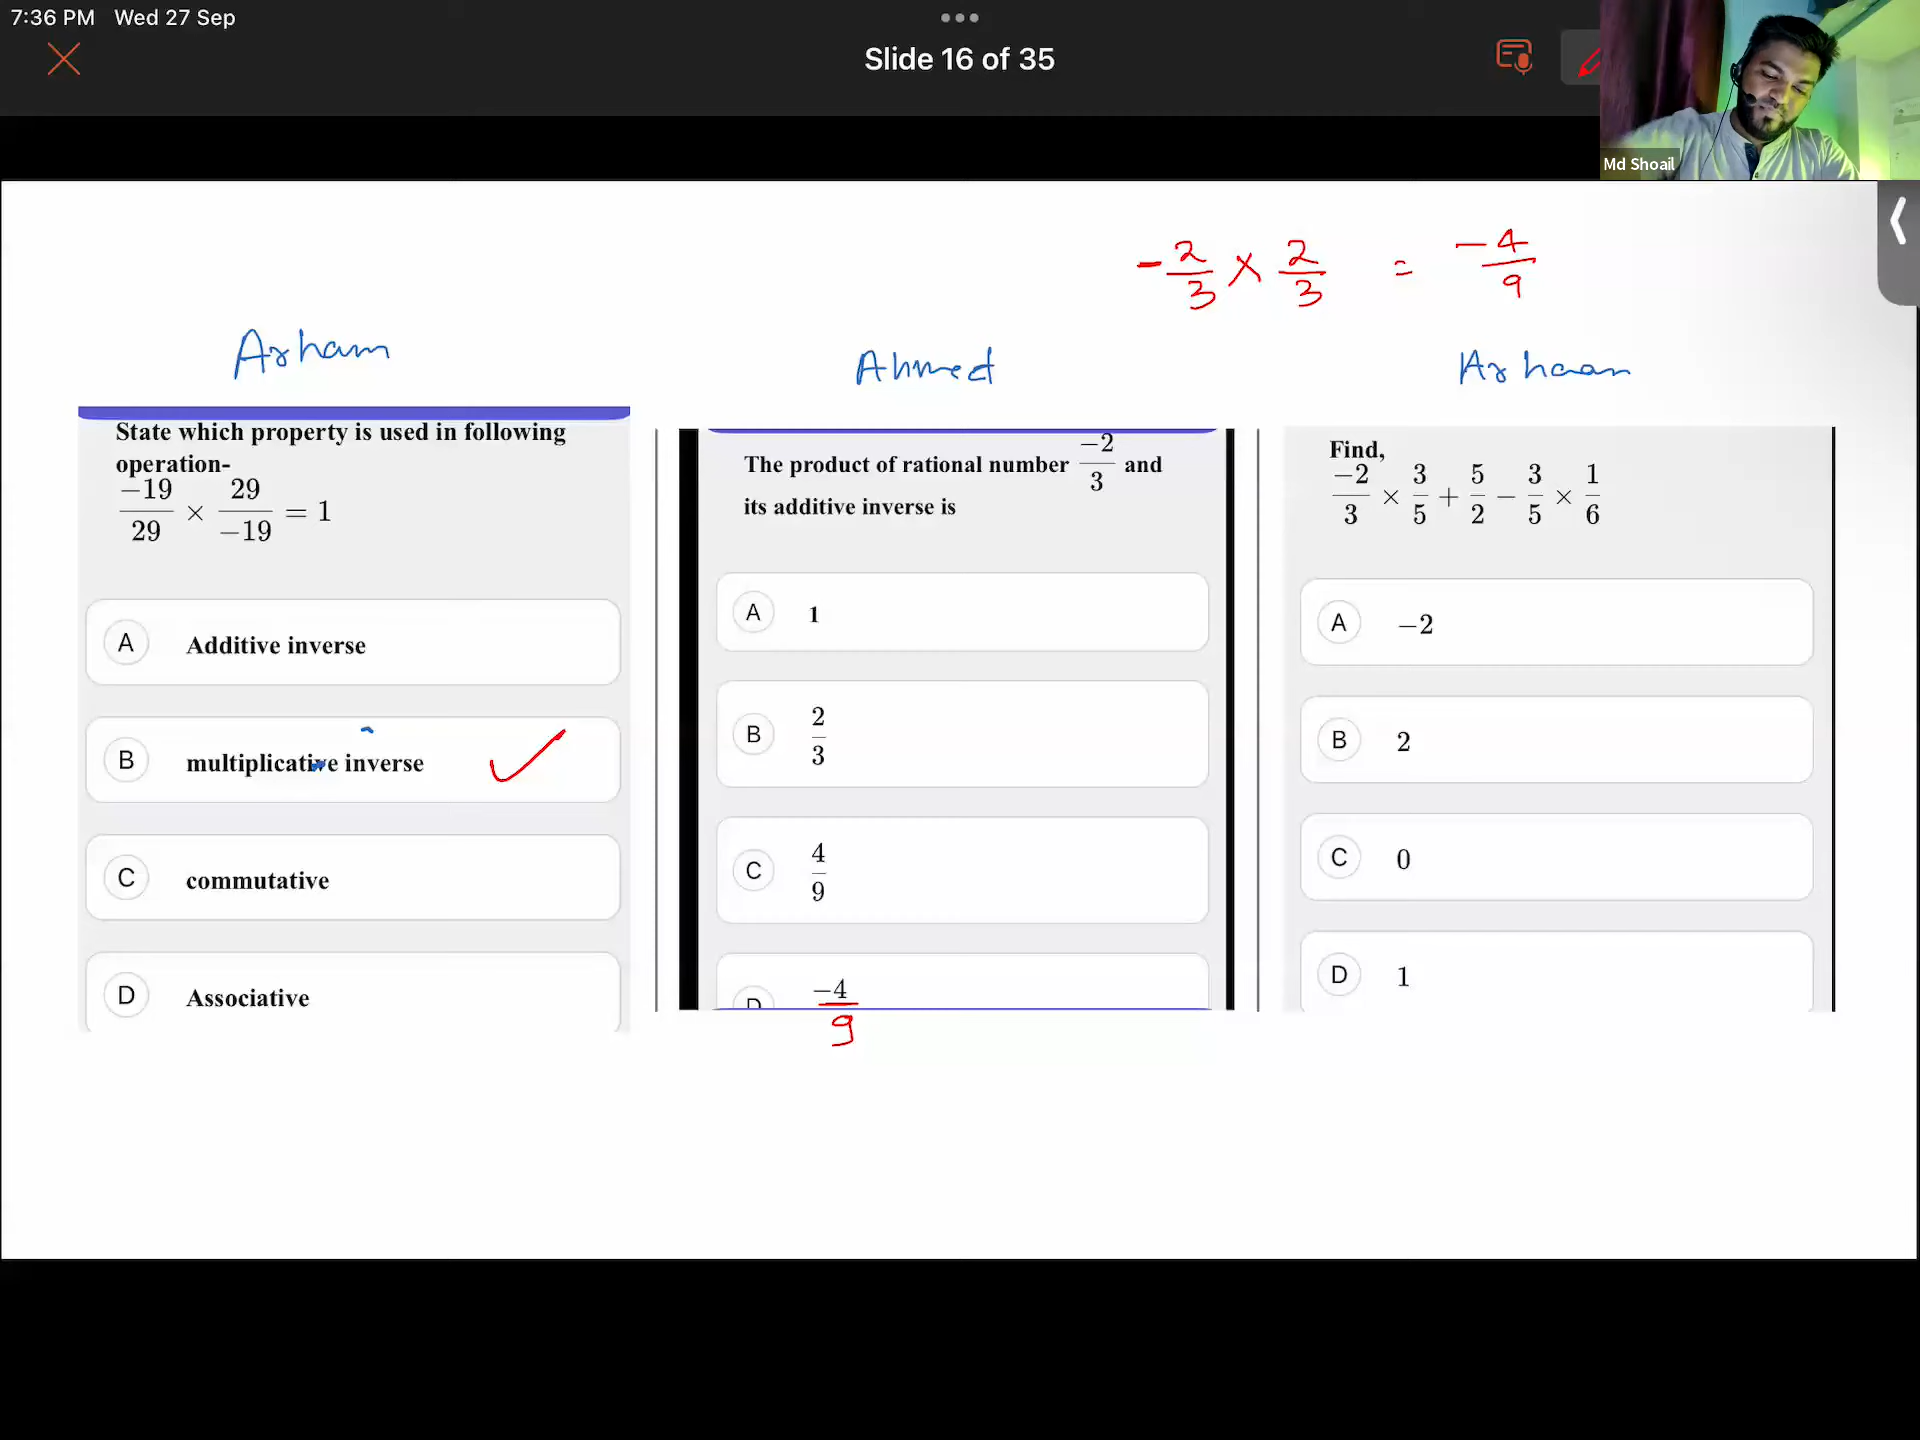 7:36 PM Wed 27 Sep
Slide 16 of 35
Md Shoail
-2/3 × 2/3 = -4/9
Arham
Ahmed
Arhaan
State which property is used in following
operation-
-19/29 × 29/-19 = 1
A Additive inverse
B multiplicative inverse
C commutative
D Associative
The product of rational number -2/3 and
its additive inverse is
A 1
B 2/3
C 4/9
D -4/9
Find,
-2/3 × 3/5 + 5/2 − 3/5 × 1/6
A −2
B 2
C 0
D 1